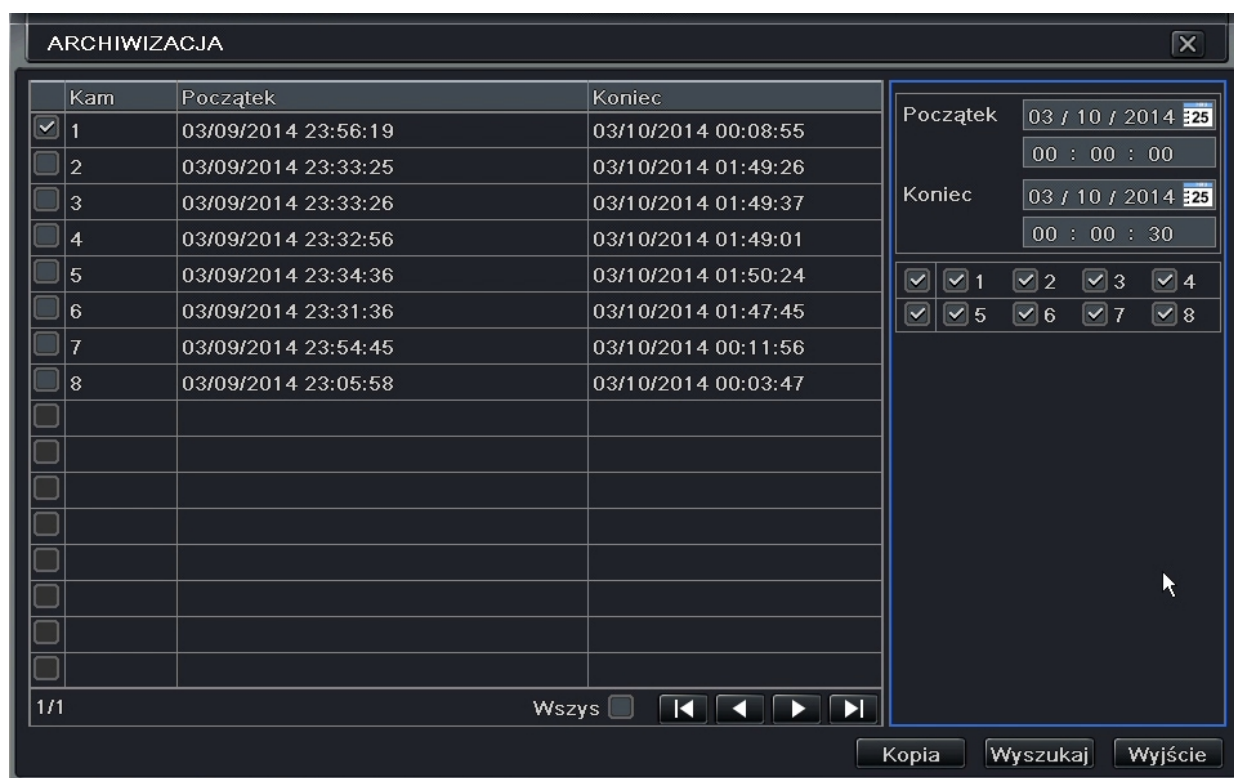 ARCHIWIZACJA
Kam Początek Koniec
1 03/09/2014 23:56:19 03/10/2014 00:08:55
2 03/09/2014 23:33:25 03/10/2014 01:49:26
3 03/09/2014 23:33:26 03/10/2014 01:49:37
4 03/09/2014 23:32:56 03/10/2014 01:49:01
5 03/09/2014 23:34:36 03/10/2014 01:50:24
6 03/09/2014 23:31:36 03/10/2014 01:47:45
7 03/09/2014 23:54:45 03/10/2014 00:11:56
8 03/09/2014 23:05:58 03/10/2014 00:03:47
1/1 Wszys
Początek 03 / 10 / 2014 25
00 : 00 : 00
Koniec 03 / 10 / 2014 25
00 : 00 : 30
1 2 3 4
5 6 7 8
Kopia Wyszukaj Wyjście